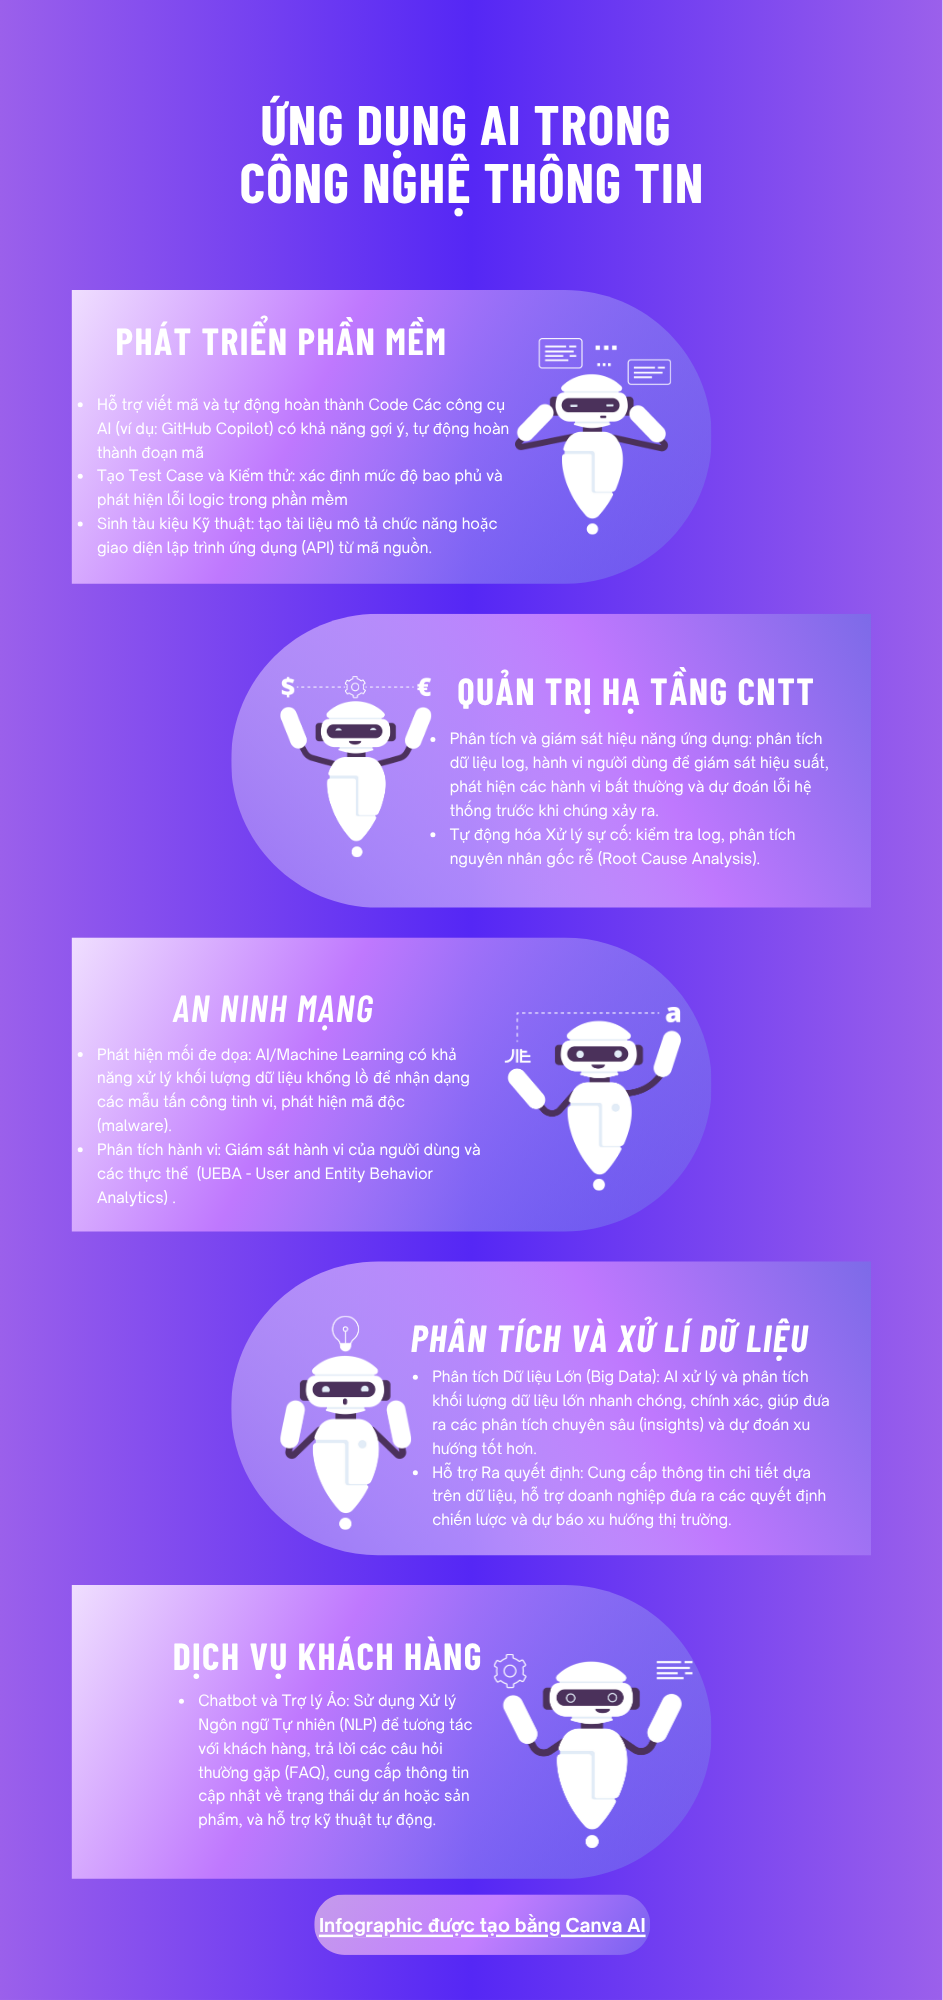 ỨNG DỤNG AI TRONG
CÔNG NGHỆ THÔNG TIN
PHÁT TRIỂN PHẦN MỀM
• Hỗ trợ viết mã và tự động hoàn thành Code Các công cụ
AI (ví dụ: GitHub Copilot) có khả năng gợi ý, tự động hoàn
thành đoạn mã
• Tạo Test Case và Kiểm thử: xác định mức độ bao phủ và
phát hiện lỗi logic trong phần mềm
• Sinh tàu kiệu Kỹ thuật: tạo tài liệu mô tả chức năng hoặc
giao diện lập trình ứng dụng (API) từ mã nguồn.
$ €
QUẢN TRỊ HẠ TẦNG CNTT
• Phân tích và giám sát hiệu năng ứng dụng: phân tích
dữ liệu log, hành vi người dùng để giám sát hiệu suất,
phát hiện các hành vi bất thường và dự đoán lỗi hệ
thống trước khi chúng xảy ra.
• Tự động hóa Xử lý sự cố: kiểm tra log, phân tích
nguyên nhân gốc rễ (Root Cause Analysis).
AN NINH MẠNG
• Phát hiện mối đe dọa: AI/Machine Learning có khả
năng xử lý khối lượng dữ liệu khổng lồ để nhận dạng
các mẫu tấn công tinh vi, phát hiện mã độc
(malware).
• Phân tích hành vi: Giám sát hành vi của người dùng và
các thực thể (UEBA - User and Entity Behavior
Analytics) .
a
PHÂN TÍCH VÀ XỬ LÍ DỮ LIỆU
• Phân tích Dữ liệu Lớn (Big Data): AI xử lý và phân tích
khối lượng dữ liệu lớn nhanh chóng, chính xác, giúp đưa
ra các phân tích chuyên sâu (insights) và dự đoán xu
hướng tốt hơn.
• Hỗ trợ Ra quyết định: Cung cấp thông tin chi tiết dựa
trên dữ liệu, hỗ trợ doanh nghiệp đưa ra các quyết định
chiến lược và dự báo xu hướng thị trường.
DỊCH VỤ KHÁCH HÀNG
• Chatbot và Trợ lý Ảo: Sử dụng Xử lý
Ngôn ngữ Tự nhiên (NLP) để tương tác
với khách hàng, trả lời các câu hỏi
thường gặp (FAQ), cung cấp thông tin
cập nhật về trạng thái dự án hoặc sản
phẩm, và hỗ trợ kỹ thuật tự động.
Infographic được tạo bằng Canva AI